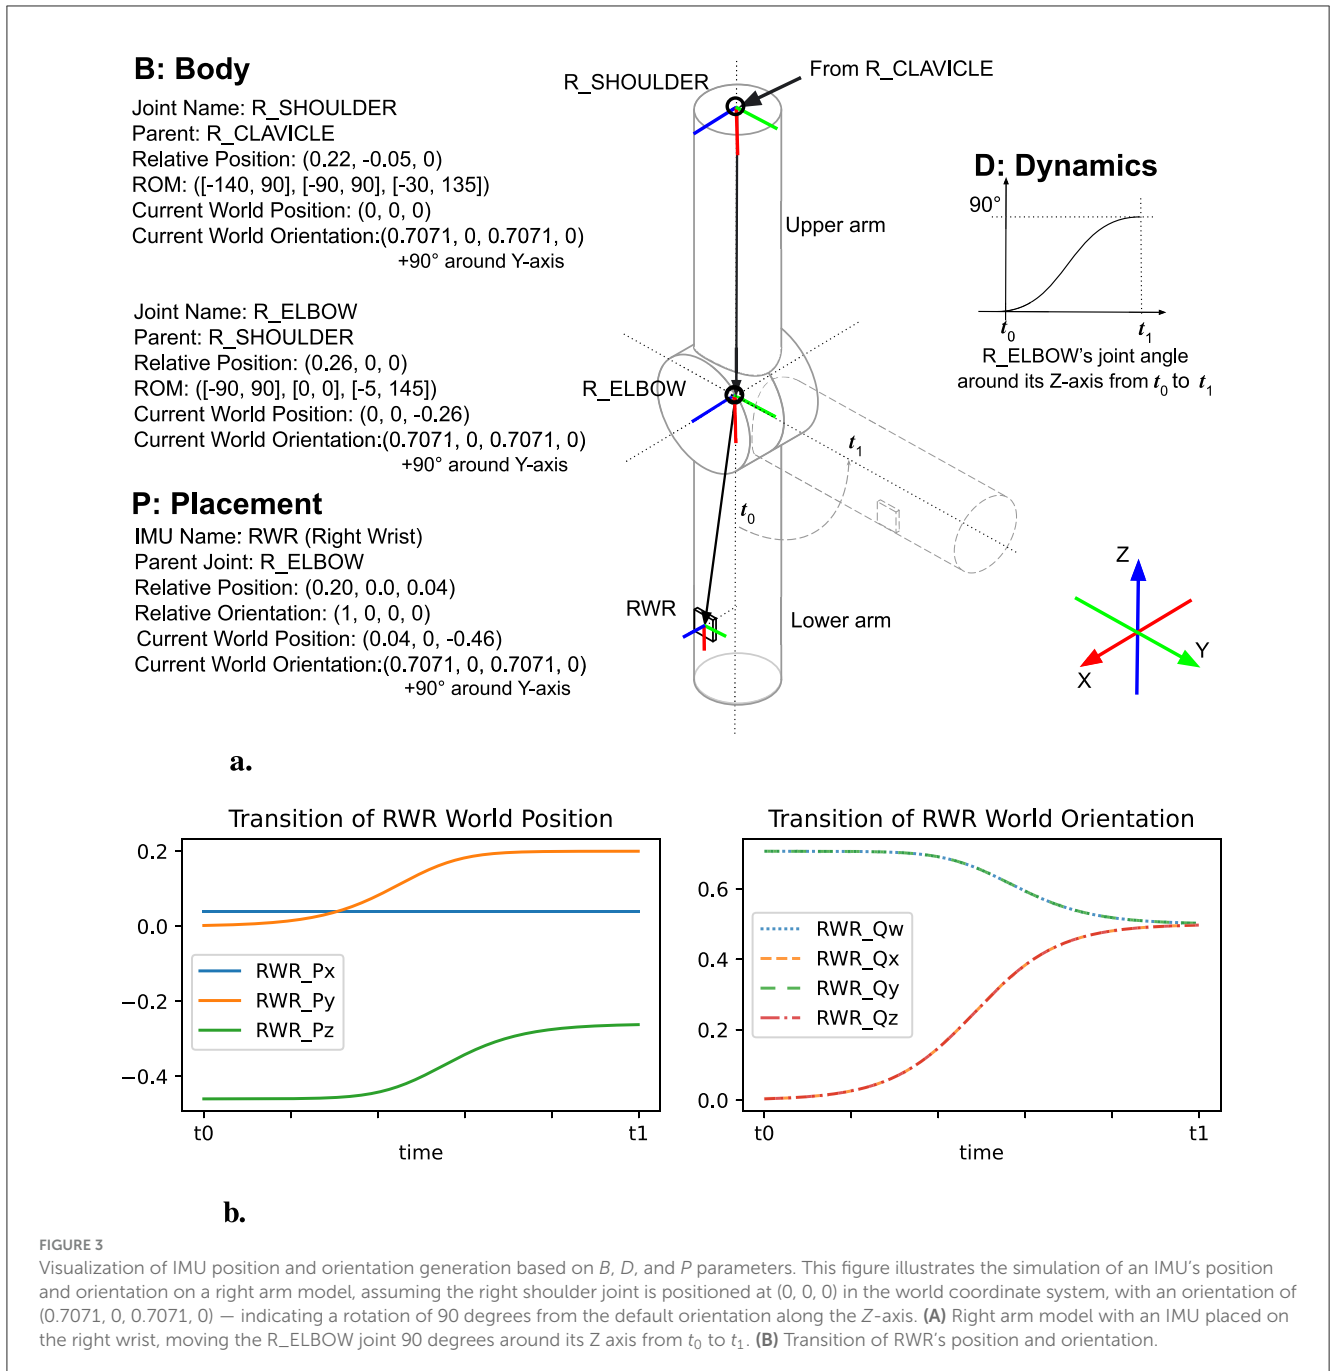 B: Body
Joint Name: R_SHOULDER
Parent: R_CLAVICLE
Relative Position: (0.22, -0.05, 0)
ROM: ([-140, 90], [-90, 90], [-30, 135])
Current World Position: (0, 0, 0)
Current World Orientation:(0.7071, 0, 0.7071, 0)
+90° around Y-axis
Joint Name: R_ELBOW
Parent: R_SHOULDER
Relative Position: (0.26, 0, 0)
ROM: ([-90, 90], [0, 0], [-5, 145])
Current World Position: (0, 0, -0.26)
Current World Orientation:(0.7071, 0, 0.7071, 0)
+90° around Y-axis
P: Placement
IMU Name: RWR (Right Wrist)
Parent Joint: R_ELBOW
Relative Position: (0.20, 0.0, 0.04)
Relative Orientation: (1, 0, 0, 0)
Current World Position: (0.04, 0, -0.46)
Current World Orientation:(0.7071, 0, 0.7071, 0)
+90° around Y-axis
From R_CLAVICLE
R_SHOULDER
Upper arm
R_ELBOW
t1
t0
RWR
Lower arm
D: Dynamics
90°
t0
t1
R_ELBOW's joint angle
around its Z-axis from t0 to t1
Z
X
Y
a.
Transition of RWR World Position
0.2
0.0
−0.2
−0.4
RWR_Px
RWR_Py
RWR_Pz
t0
t1
time
Transition of RWR World Orientation
0.6
0.4
0.2
0.0
RWR_Qw
RWR_Qx
RWR_Qy
RWR_Qz
t0
t1
time
b.
FIGURE 3
Visualization of IMU position and orientation generation based on B, D, and P parameters. This figure illustrates the simulation of an IMU's position
and orientation on a right arm model, assuming the right shoulder joint is positioned at (0, 0, 0) in the world coordinate system, with an orientation of
(0.7071, 0, 0.7071, 0) — indicating a rotation of 90 degrees from the default orientation along the Z-axis. (A) Right arm model with an IMU placed on
the right wrist, moving the R_ELBOW joint 90 degrees around its Z axis from t0 to t1. (B) Transition of RWR's position and orientation.